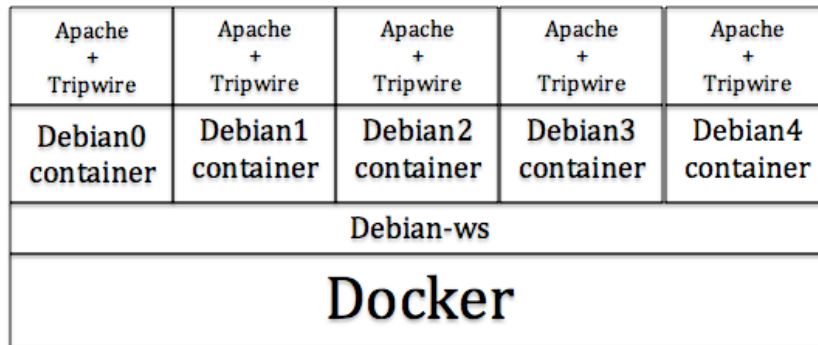 Apache
+
Tripwire
Apache
+
Tripwire
Apache
+
Tripwire
Apache
+
Tripwire
Apache
+
Tripwire
Debian0
container
Debian1
container
Debian2
container
Debian3
container
Debian4
container
Debian-ws
Docker